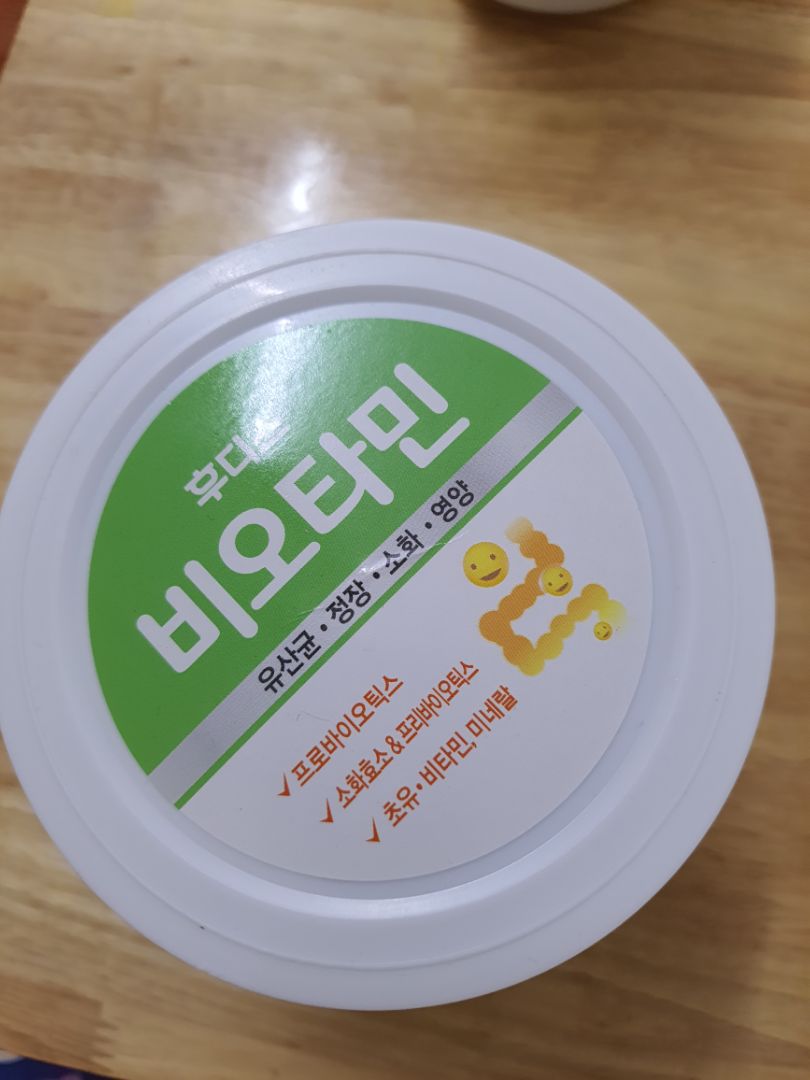 후디스
비오타민
유산균•정장•소화•영양
✓ 프로바이오틱스
✓ 소화효소 & 프리바이오틱스
✓ 초유•비타민, 미네랄